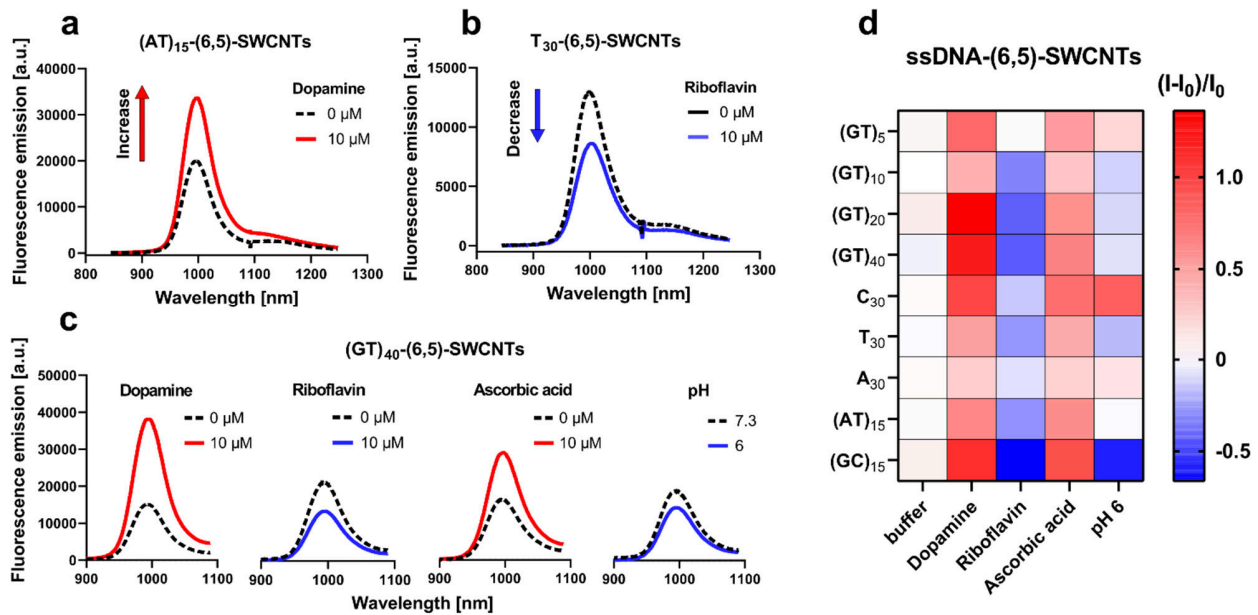 a
(AT)15-(6,5)-SWCNTs
Fluorescence emission [a.u.]
40000
30000
20000
10000
0
Increase
Dopamine
0 µM
10 µM
800 900 1000 1100 1200 1300
Wavelength [nm]
b
T30-(6,5)-SWCNTs
Fluorescence emission [a.u.]
15000
10000
5000
0
Decrease
Riboflavin
0 µM
10 µM
800 900 1000 1100 1200 1300
Wavelength [nm]
c
(GT)40-(6,5)-SWCNTs
Fluorescence emission [a.u.]
50000
40000
30000
20000
10000
0
Dopamine
0 µM
10 µM
900 1000 1100
Riboflavin
0 µM
10 µM
900 1000 1100
Ascorbic acid
0 µM
10 µM
900 1000 1100
pH
7.3
6
900 1000 1100
Wavelength [nm]
d
ssDNA-(6,5)-SWCNTs
(I-I0)/I0
(GT)5
(GT)10
(GT)20
(GT)40
C30
T30
A30
(AT)15
(GC)15
buffer
Dopamine
Riboflavin
Ascorbic acid
pH 6
1.0
0.5
0
-0.5